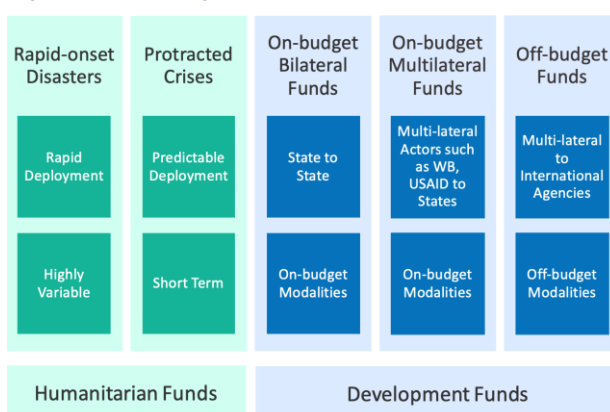 Rapid-onset
Disasters
Protracted
Crises
On-budget
Bilateral
Funds
On-budget
Multilateral
Funds
Off-budget
Funds
Rapid
Deployment
Predictable
Deployment
State to
State
Multi-lateral
Actors such
as WB,
USAID to
States
Multi-lateral
to
International
Agencies
Highly
Variable
Short Term
On-budget
Modalities
On-budget
Modalities
Off-budget
Modalities
Humanitarian Funds
Development Funds